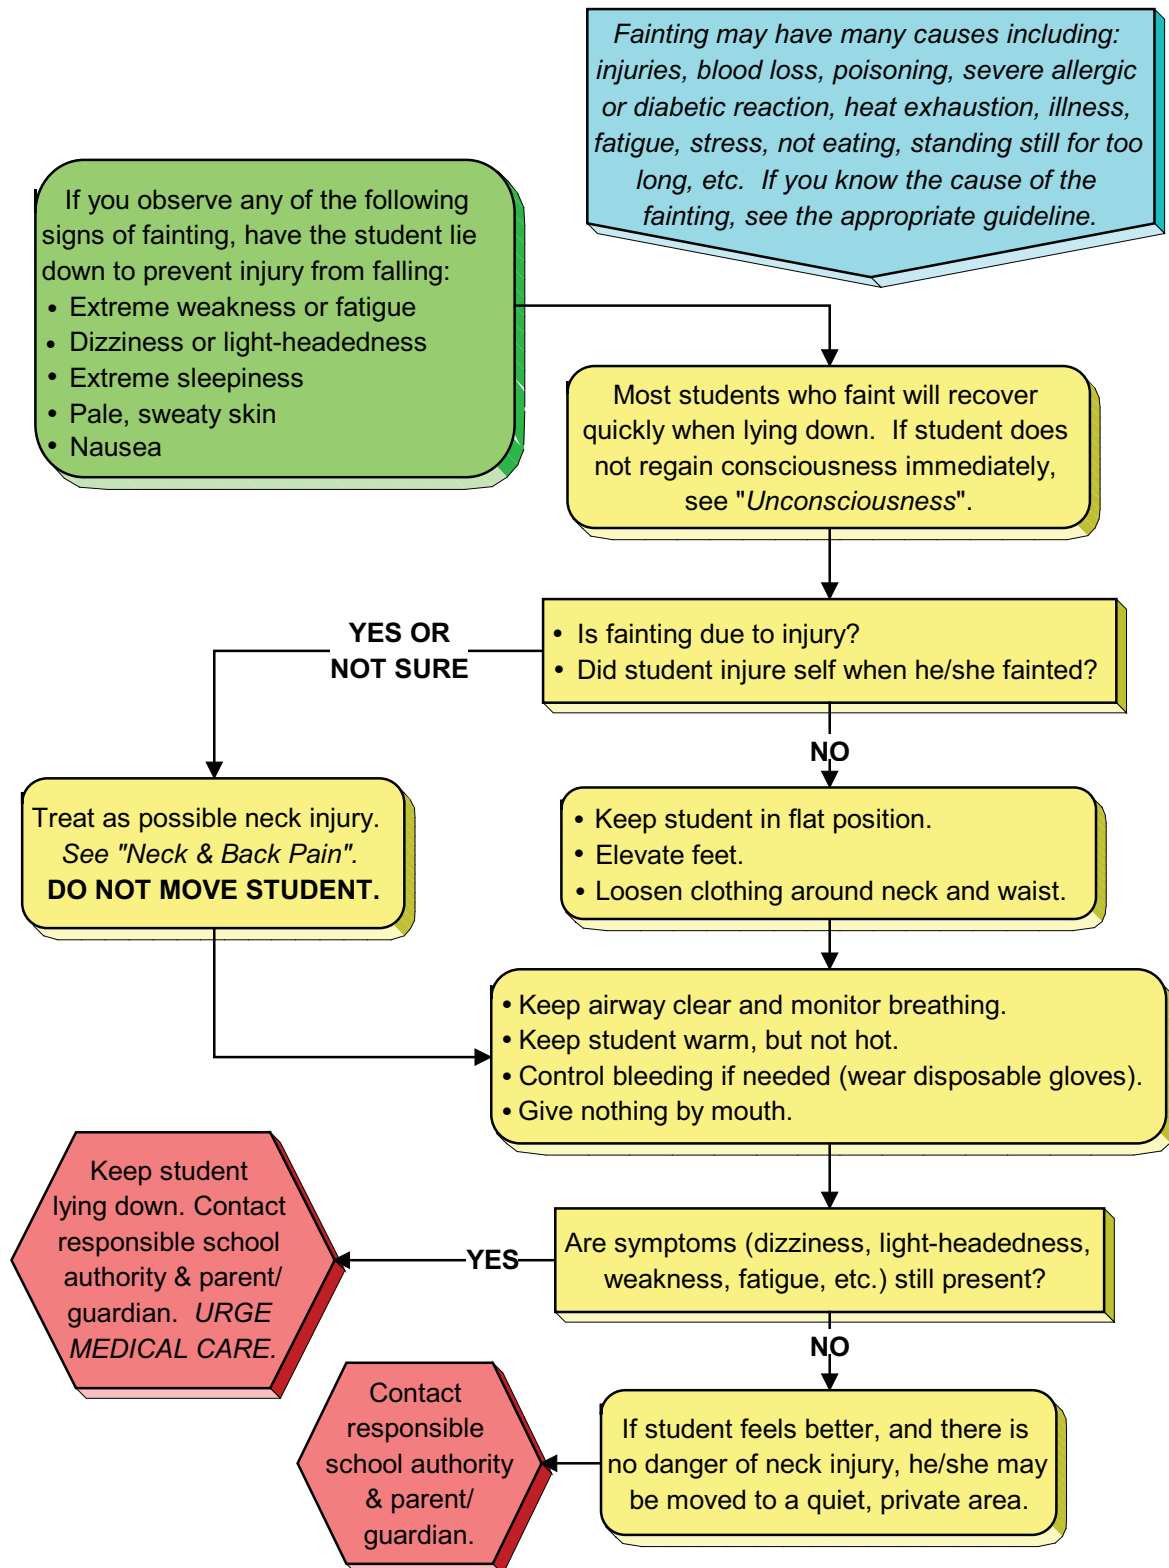 Fainting may have many causes including:
injuries, blood loss, poisoning, severe allergic
or diabetic reaction, heat exhaustion, illness,
fatigue, stress, not eating, standing still for too
long, etc.  If you know the cause of the
fainting, see the appropriate guideline.
If you observe any of the following
signs of fainting, have the student lie
down to prevent injury from falling:
• Extreme weakness or fatigue
• Dizziness or light-headedness
• Extreme sleepiness
• Pale, sweaty skin
• Nausea
Most students who faint will recover
quickly when lying down.  If student does
not regain consciousness immediately,
see "Unconsciousness".
• Is fainting due to injury?
• Did student injure self when he/she fainted?
YES OR
NOT SURE
NO
Treat as possible neck injury.
See "Neck & Back Pain".
DO NOT MOVE STUDENT.
• Keep student in flat position.
• Elevate feet.
• Loosen clothing around neck and waist.
• Keep airway clear and monitor breathing.
• Keep student warm, but not hot.
• Control bleeding if needed (wear disposable gloves).
• Give nothing by mouth.
Are symptoms (dizziness, light-headedness,
weakness, fatigue, etc.) still present?
YES
Keep student
lying down. Contact
responsible school
authority & parent/
guardian.  URGE
MEDICAL CARE.
NO
If student feels better, and there is
no danger of neck injury, he/she may
be moved to a quiet, private area.
Contact
responsible
school authority
& parent/
guardian.